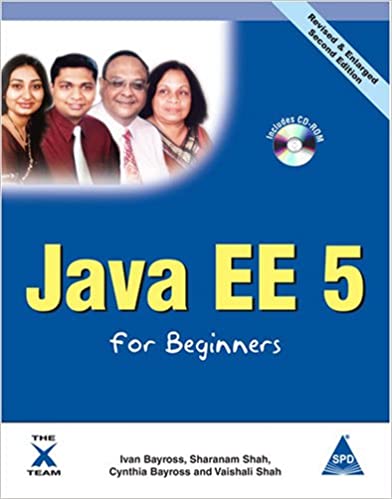 Revised & Enlarged
Second Edition
Includes CD-ROM
Java EE 5
for Beginners
THE
X
TEAM
Ivan Bayross, Sharanam Shah,
Cynthia Bayross and Vaishali Shah
SPD